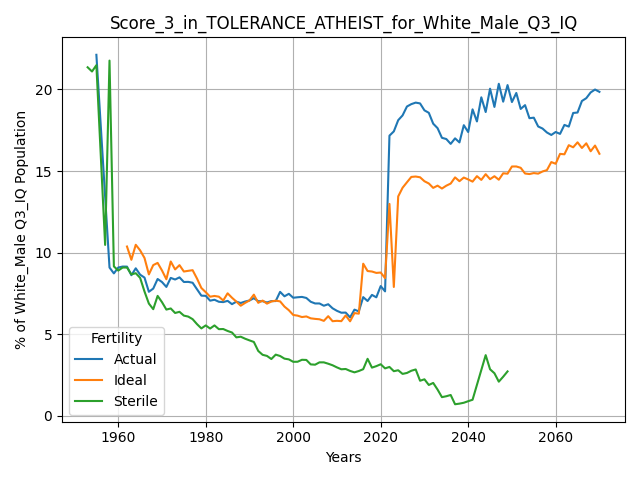 Score_3_in_TOLERANCE_ATHEIST_for_White_Male_Q3_IQ
% of White_Male Q3_IQ Population
20
15
10
5
0
Fertility
Actual
Ideal
Sterile
1960 1980 2000 2020 2040 2060
Years